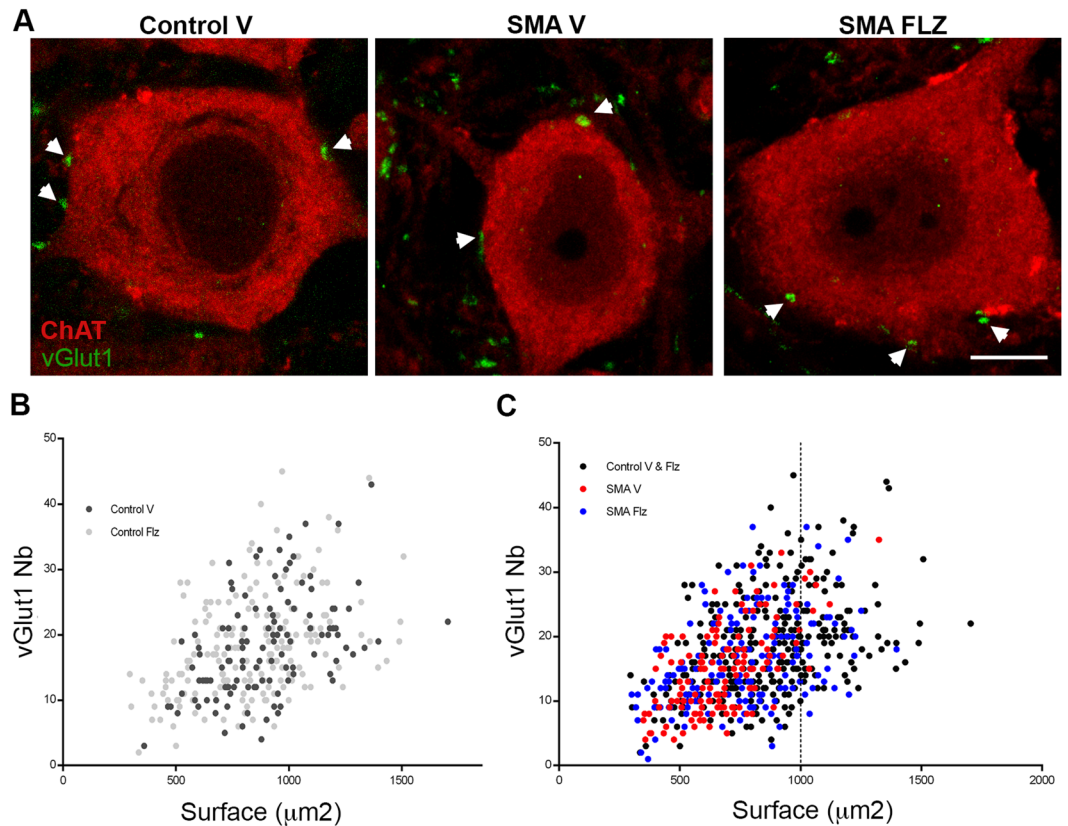 A
Control V
SMA V
SMA FLZ
ChAT
vGlut1
B
50
40
30
20
10
0
vGlut1 Nb
Control V
Control Flz
0
500
1000
1500
Surface (μm2)
C
50
40
30
20
10
0
vGlut1 Nb
Control V & Flz
SMA V
SMA Flz
0
500
1000
1500
2000
Surface (μm2)